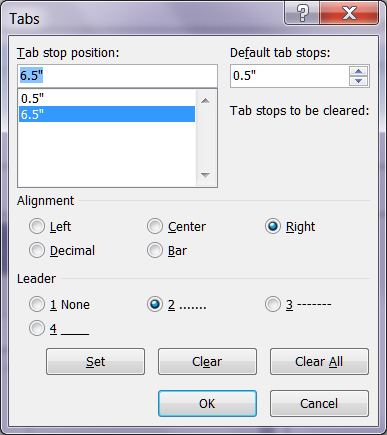 Tabs
Tab stop position:
Default tab stops:
6.5"
0.5"
0.5"
6.5"
Tab stops to be cleared:
Alignment
Left
Center
Right
Decimal
Bar
Leader
1 None
2 .......
3 -------
4 ____
Set
Clear
Clear All
OK
Cancel